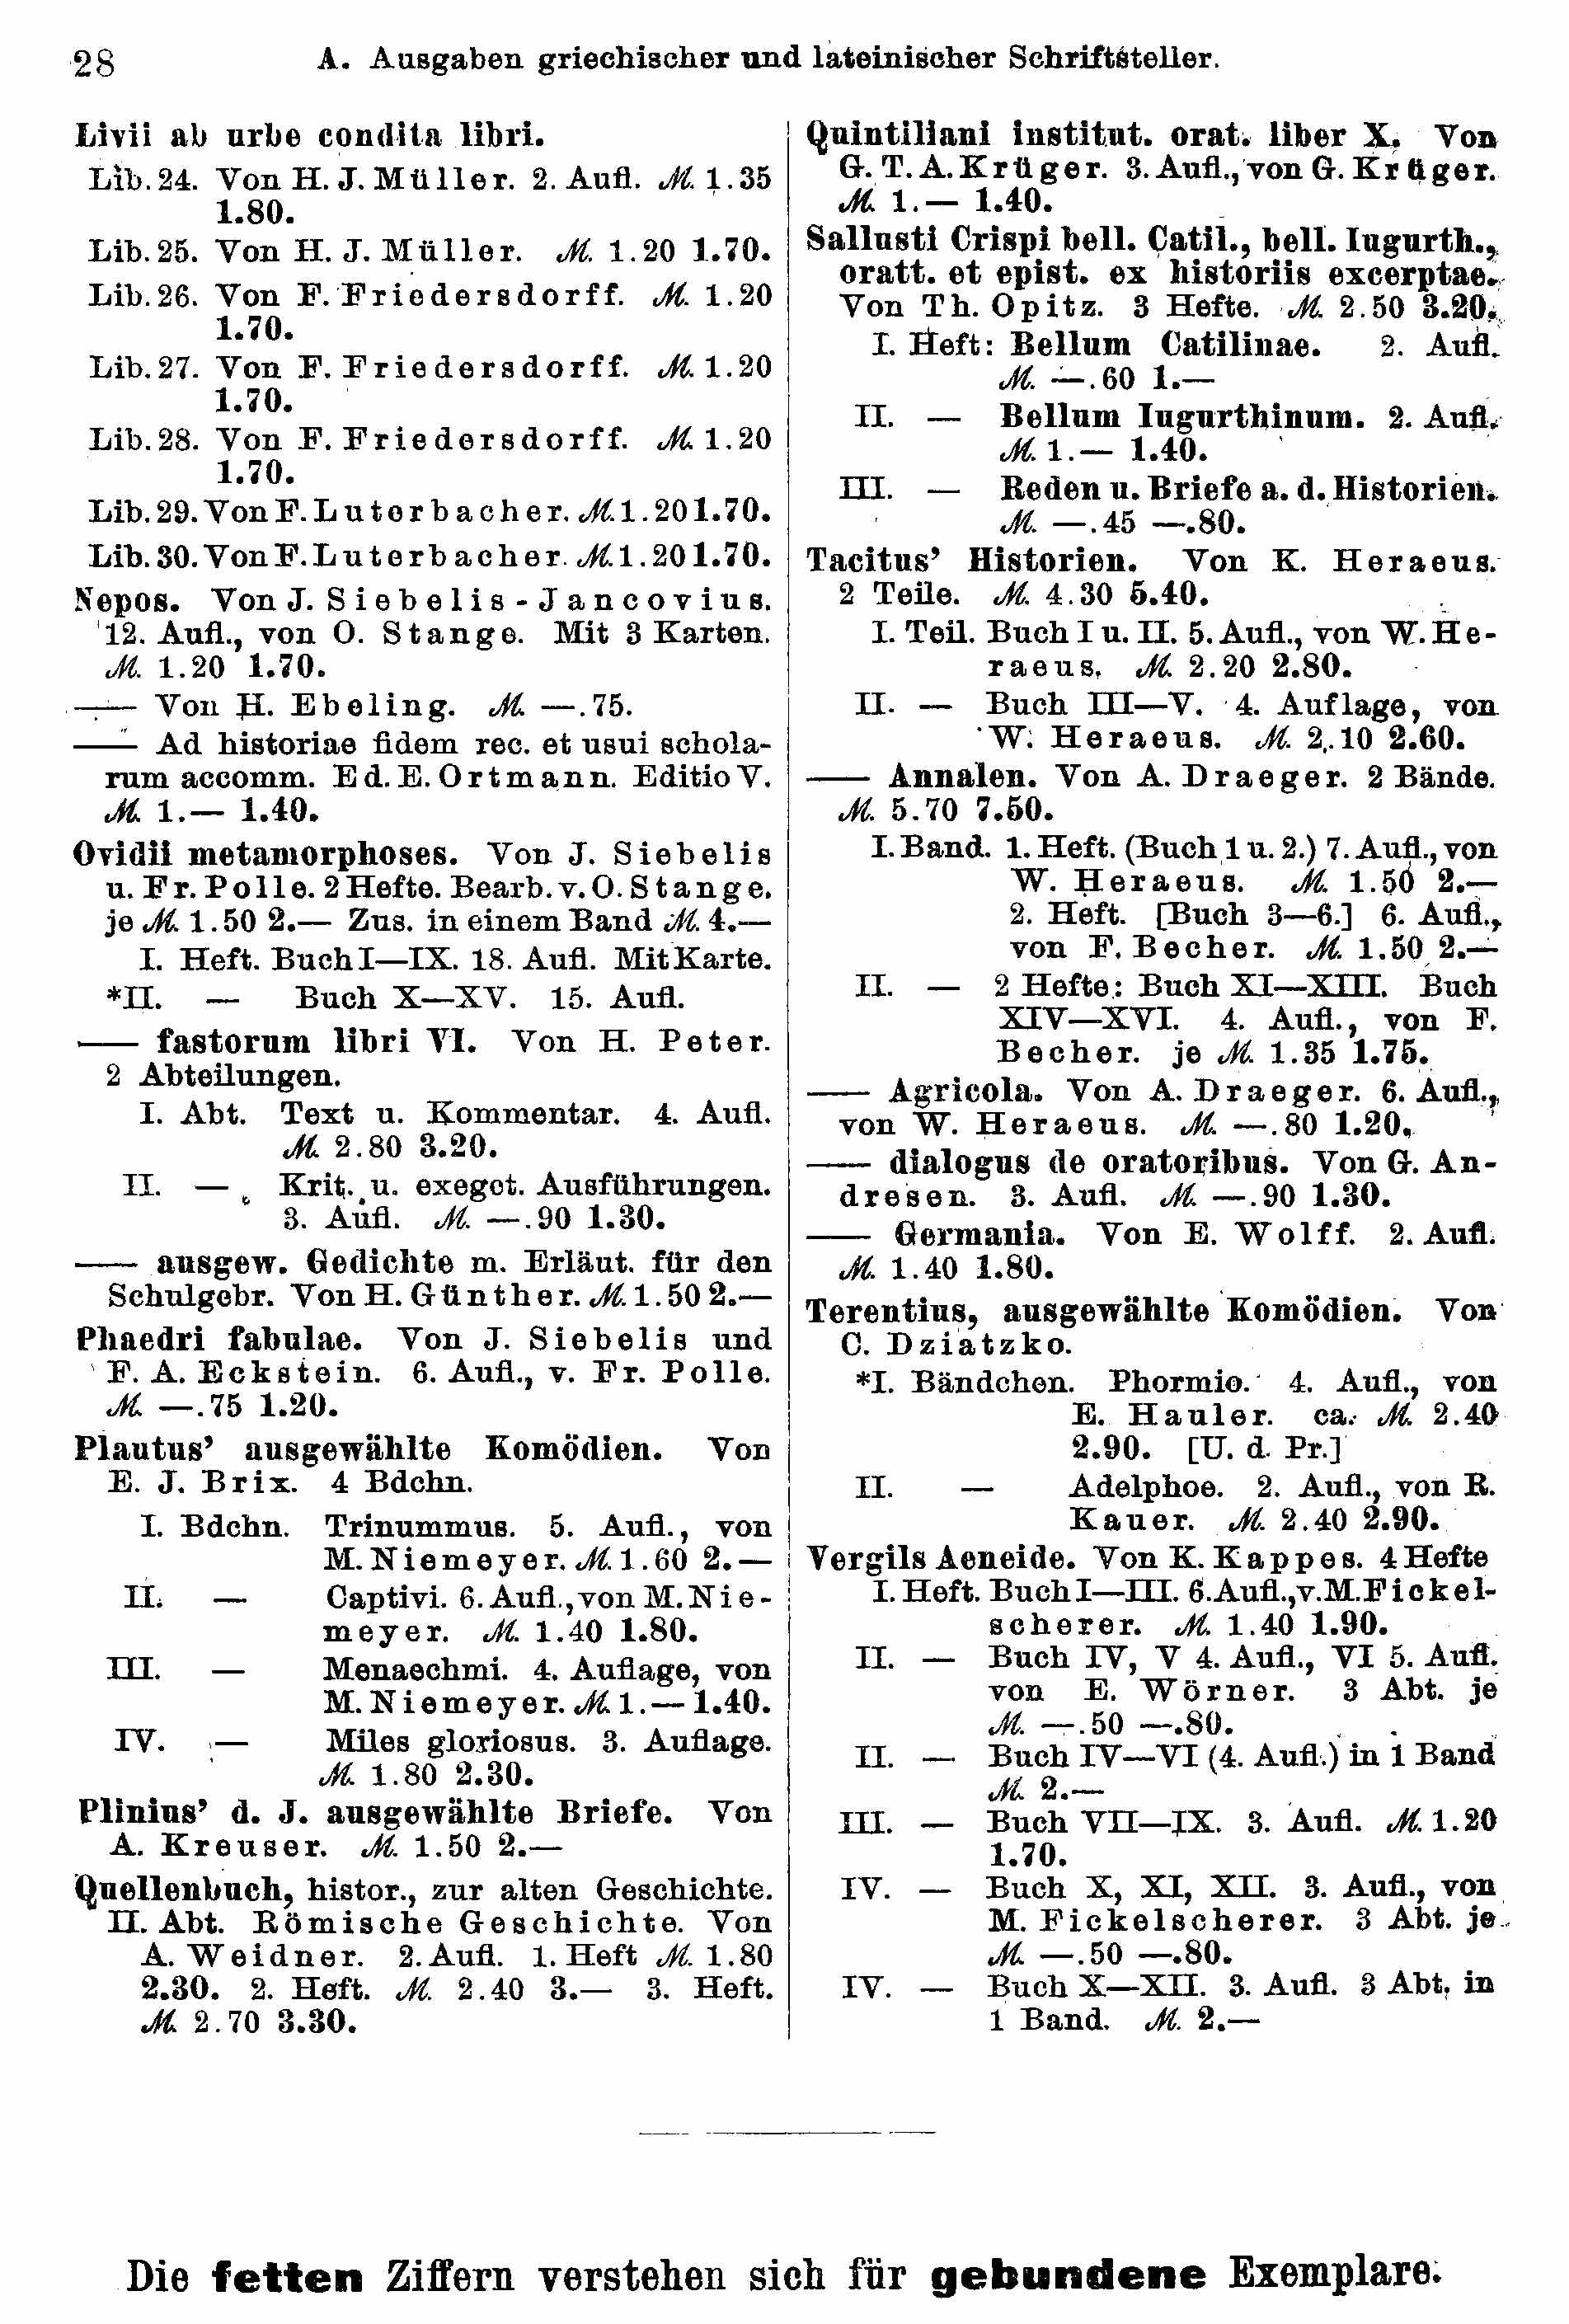 28
A. Ausgaben griechischer und lateinischer Schriftsteller.
Livii ab urbe condita libri.
Lib. 24. Von H. J. Müller. 2. Aufl. ℳ 1.35
1.80.
Lib. 25. Von H. J. Müller. ℳ 1.20 1.70.
Lib. 26. Von F. Friedersdorff. ℳ 1.20
1.70.
Lib. 27. Von F. Friedersdorff. ℳ 1.20
1.70.
Lib. 28. Von F. Friedersdorff. ℳ 1.20
1.70.
Lib. 29. Von F. Luterbacher. ℳ 1.20 1.70.
Lib. 30. Von F. Luterbacher. ℳ 1.20 1.70.
Nepos. Von J. Siebelis-Jancovius.
12. Aufl., von O. Stange. Mit 3 Karten.
ℳ 1.20 1.70.
—— Von H. Ebeling. ℳ —.75.
—— Ad historiae fidem rec. et usui schola-
rum accomm. Ed. E. Ortmann. Editio V.
ℳ 1.— 1.40.
Ovidii metamorphoses. Von J. Siebelis
u. Fr. Polle. 2 Hefte. Bearb. v. O. Stange.
je ℳ 1.50 2.— Zus. in einem Band ℳ 4.—
I. Heft. Buch I—IX. 18. Aufl. Mit Karte.
*II. — Buch X—XV. 15. Aufl.
—— fastorum libri VI. Von H. Peter.
2 Abteilungen.
I. Abt. Text u. Kommentar. 4. Aufl.
ℳ 2.80 3.20.
II. — Krit. u. exeget. Ausführungen.
3. Aufl. ℳ —.90 1.30.
—— ausgew. Gedichte m. Erläut. für den
Schulgebr. Von H. Günther. ℳ 1.50 2.—
Phaedri fabulae. Von J. Siebelis und
F. A. Eckstein. 6. Aufl., v. Fr. Polle.
ℳ —.75 1.20.
Plautus' ausgewählte Komödien. Von
E. J. Brix. 4 Bdchn.
I. Bdchn. Trinummus. 5. Aufl., von
M. Niemeyer. ℳ 1.60 2.—
II. — Captivi. 6. Aufl., von M. Nie-
meyer. ℳ 1.40 1.80.
III. — Menaechmi. 4. Auflage, von
M. Niemeyer. ℳ 1.— 1.40.
IV. — Miles gloriosus. 3. Auflage.
ℳ 1.80 2.30.
Plinius' d. J. ausgewählte Briefe. Von
A. Kreuser. ℳ 1.50 2.—
Quellenbuch, histor., zur alten Geschichte.
II. Abt. Römische Geschichte. Von
A. Weidner. 2. Aufl. 1. Heft ℳ 1.80
2.30. 2. Heft. ℳ 2.40 3.— 3. Heft.
ℳ 2.70 3.30.
Quintiliani institut. orat. liber X. Von
G. T. A. Krüger. 3. Aufl., von G. Krüger.
ℳ 1.— 1.40.
Sallusti Crispi bell. Catil., bell. Iugurth.,
oratt. et epist. ex historiis excerptae.
Von Th. Opitz. 3 Hefte. ℳ 2.50 3.20.
I. Heft: Bellum Catilinae. 2. Aufl.
ℳ —.60 1.—
II. — Bellum Iugurthinum. 2. Aufl.
ℳ 1.— 1.40.
III. — Reden u. Briefe a. d. Historien.
ℳ —.45 —.80.
Tacitus' Historien. Von K. Heraeus.
2 Teile. ℳ 4.30 5.40.
I. Teil. Buch I u. II. 5. Aufl., von W. He-
raeus. ℳ 2.20 2.80.
II. — Buch III—V. 4. Auflage, von
W. Heraeus. ℳ 2.10 2.60.
—— Annalen. Von A. Draeger. 2 Bände.
ℳ 5.70 7.50.
I. Band. 1. Heft. (Buch 1 u. 2.) 7. Aufl., von
W. Heraeus. ℳ 1.50 2.—
2. Heft. [Buch 3—6.] 6. Aufl.,
von F. Becher. ℳ 1.50 2.—
II. — 2 Hefte: Buch XI—XIII. Buch
XIV—XVI. 4. Aufl., von F.
Becher. je ℳ 1.35 1.75.
—— Agricola. Von A. Draeger. 6. Aufl.,
von W. Heraeus. ℳ —.80 1.20.
—— dialogus de oratoribus. Von G. An-
dresen. 3. Aufl. ℳ —.90 1.30.
—— Germania. Von E. Wolff. 2. Aufl.
ℳ 1.40 1.80.
Terentius, ausgewählte Komödien. Von
C. Dziatzko.
*I. Bändchen. Phormio. 4. Aufl., von
E. Hauler. ca. ℳ 2.40
2.90. [U. d. Pr.]
II. — Adelphoe. 2. Aufl., von R.
Kauer. ℳ 2.40 2.90.
Vergils Aeneide. Von K. Kappes. 4 Hefte
I. Heft. Buch I—III. 6. Aufl., v. M. Fickel-
scherer. ℳ 1.40 1.90.
II. — Buch IV, V 4. Aufl., VI 5. Aufl.
von E. Wörner. 3 Abt. je
ℳ —.50 —.80.
II. — Buch IV—VI (4. Aufl.) in 1 Band
ℳ 2.—
III. — Buch VII—IX. 3. Aufl. ℳ 1.20
1.70.
IV. — Buch X, XI, XII. 3. Aufl., von
M. Fickelscherer. 3 Abt. je
ℳ —.50 —.80.
IV. — Buch X—XII. 3. Aufl. 3 Abt. in
1 Band. ℳ 2.—
Die fetten Ziffern verstehen sich für gebundene Exemplare.